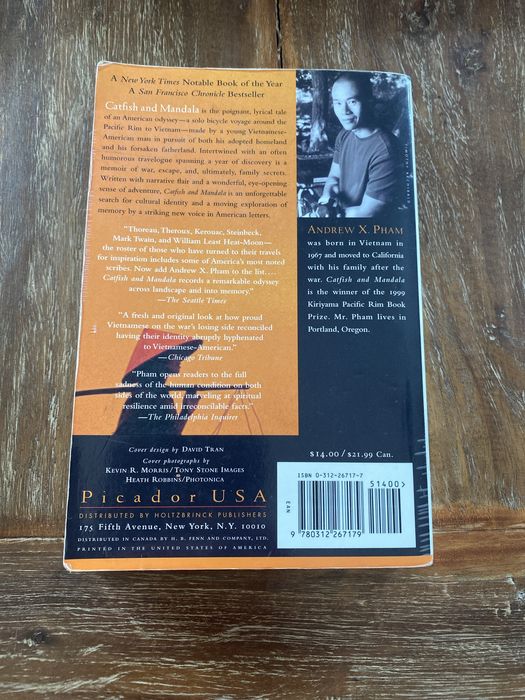 A New York Times Notable Book of the Year
A San Francisco Chronicle Bestseller
Catfish and Mandala is the poignant, lyrical tale
of an American odyssey—a solo bicycle voyage around the
Pacific Rim to Vietnam—made by a young Vietnamese-
American man in pursuit of both his adopted homeland
and his forsaken fatherland. Intertwined with an often
humorous travelogue spanning a year of discovery is a
memoir of war, escape, and, ultimately, family secrets.
Written with narrative flair and a wonderful, eye-opening
sense of adventure, Catfish and Mandala is an unforgettable
search for cultural identity and a moving exploration of
memory by a striking new voice in American letters.
"Thoreau, Theroux, Kerouac, Steinbeck,
Mark Twain, and William Least Heat-Moon—
the roster of those who have turned to their travels
for inspiration includes some of America's most noted
scribes. Now add Andrew X. Pham to the list....
Catfish and Mandala records a remarkable odyssey
across landscape and into memory."
—The Seattle Times
"A fresh and original look at how proud
Vietnamese on the war's losing side reconciled
having their identity abruptly hyphenated
to Vietnamese-American."
—Chicago Tribune
"Pham opens readers to the full
sadness of the human condition on both
sides of the world, marveling at spiritual
resilience amid irreconcilable facts."
—The Philadelphia Inquirer
Cover design by David Tran
Cover photographs by
Kevin R. Morris/Tony Stone Images
Heath Robbins/Photonica
Picador USA
DISTRIBUTED BY HOLTZBRINCK PUBLISHERS
175 Fifth Avenue, New York, N.Y. 10010
DISTRIBUTED IN CANADA BY H. B. FENN AND COMPANY, LTD.
PRINTED IN THE UNITED STATES OF AMERICA
Andrew X. Pham
was born in Vietnam in
1967 and moved to California
with his family after the
war. Catfish and Mandala
is the winner of the 1999
Kiriyama Pacific Rim Book
Prize. Mr. Pham lives in
Portland, Oregon.
$14.00/$21.99 Can.
ISBN 0-312-26717-7
51400>
EAN
9 780312 267179